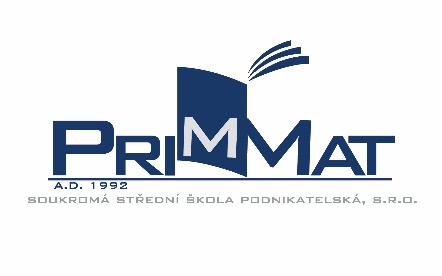 PRIMMAT
A.D. 1992
SOUKROMÁ STŘEDNÍ ŠKOLA PODNIKATELSKÁ, S.R.O.